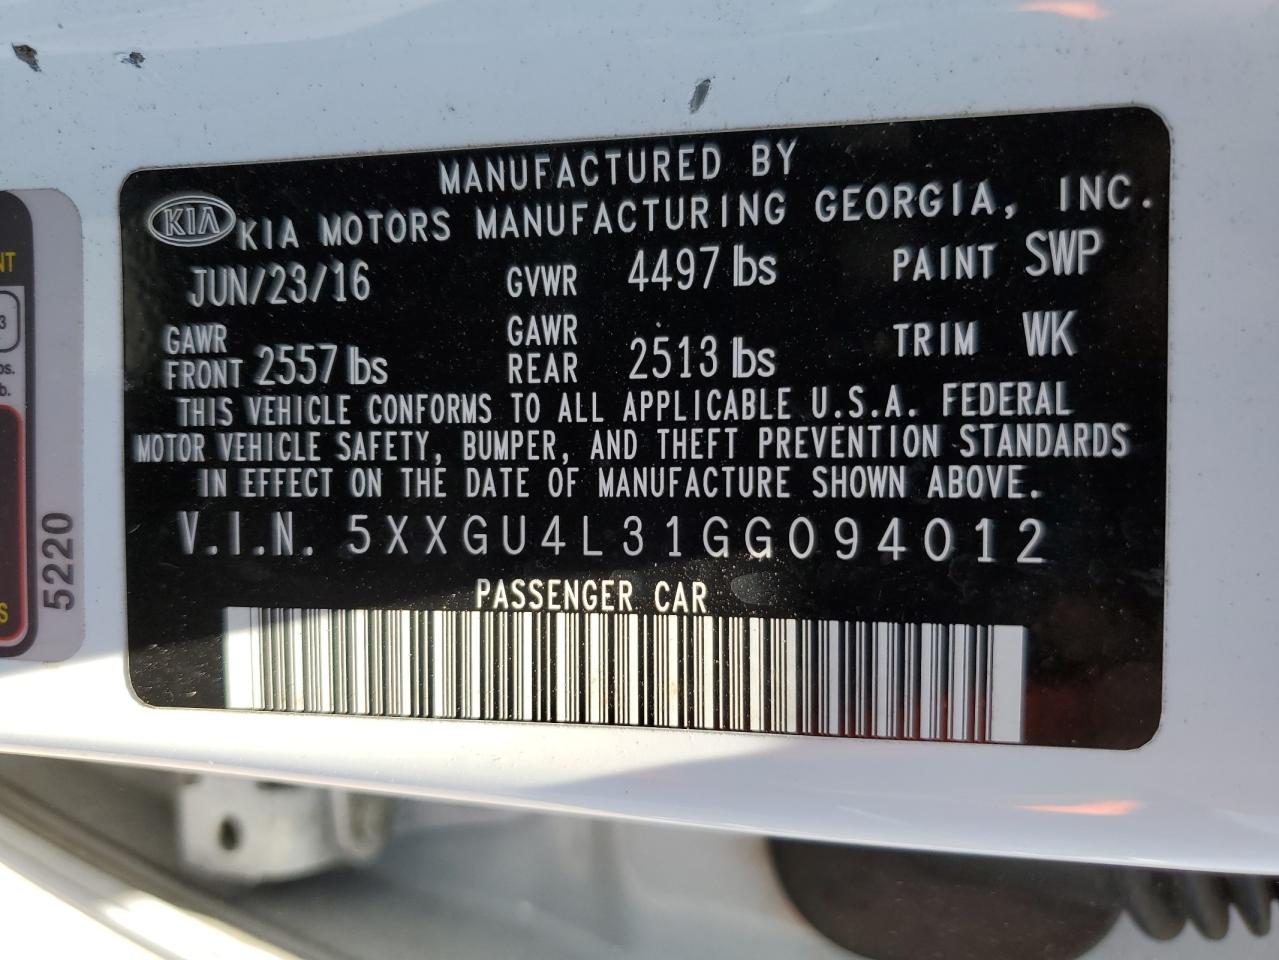 MANUFACTURED BY
KIA KIA MOTORS MANUFACTURING GEORGIA, INC.
JUN/23/16 GVWR 4497 lbs PAINT SWP
GAWR FRONT 2557 lbs GAWR REAR 2513 lbs TRIM WK
THIS VEHICLE CONFORMS TO ALL APPLICABLE U.S.A. FEDERAL
MOTOR VEHICLE SAFETY, BUMPER, AND THEFT PREVENTION STANDARDS
IN EFFECT ON THE DATE OF MANUFACTURE SHOWN ABOVE.
V.I.N. 5XXGU4L31GG094012
PASSENGER CAR
5220